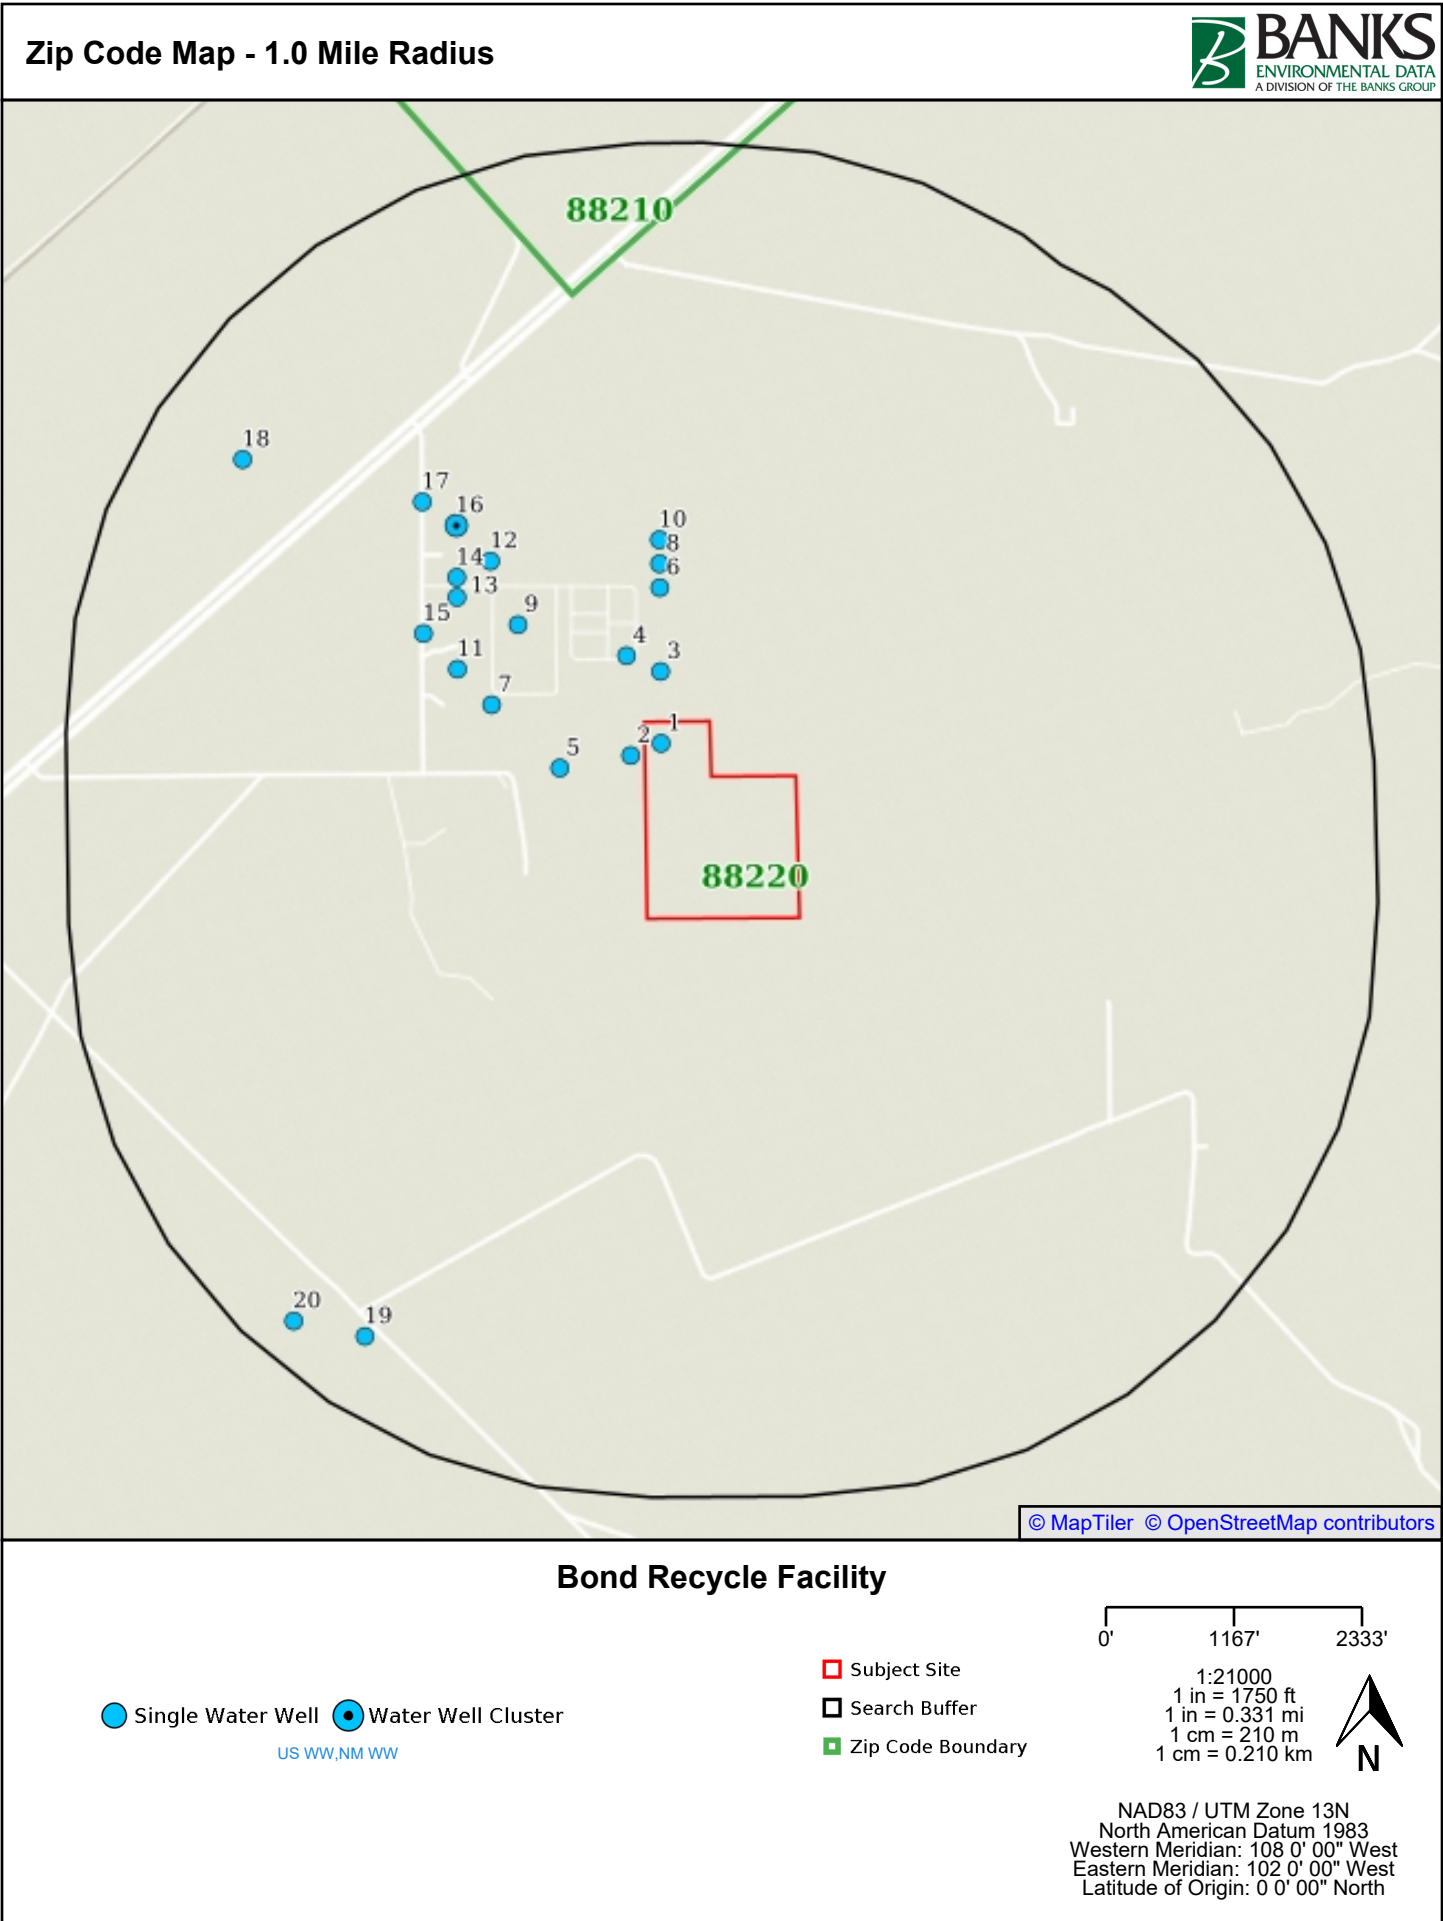 Zip Code Map - 1.0 Mile Radius
BANKS
ENVIRONMENTAL DATA
A DIVISION OF THE BANKS GROUP
88210
18
17
16
10
12
8
14
6
13
9
15
4
11
3
7
1
2
5
88220
20
19
© MapTiler © OpenStreetMap contributors
Bond Recycle Facility
0' 1167' 2333'
Single Water Well
Water Well Cluster
US WW,NM WW
Subject Site
Search Buffer
Zip Code Boundary
1:21000
1 in = 1750 ft
1 in = 0.331 mi
1 cm = 210 m
1 cm = 0.210 km
N
NAD83 / UTM Zone 13N
North American Datum 1983
Western Meridian: 108 0' 00" West
Eastern Meridian: 102 0' 00" West
Latitude of Origin: 0 0' 00" North